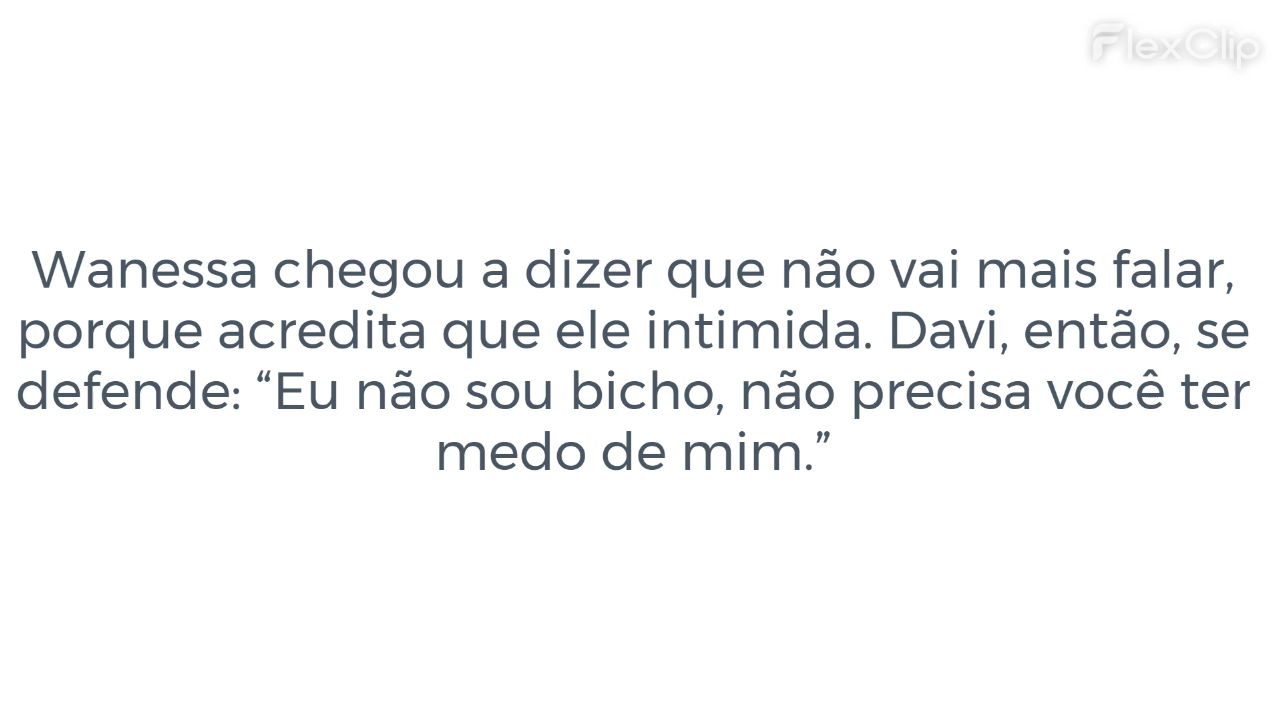 FlexClip
Wanessa chegou a dizer que não vai mais falar,
porque acredita que ele intimida. Davi, então, se
defende: “Eu não sou bicho, não precisa você ter
medo de mim.”